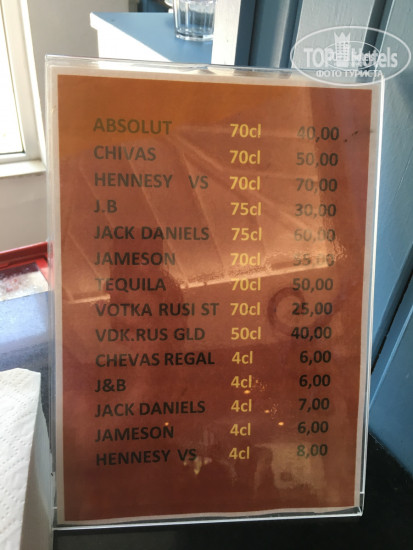 TOPHotels
ФОТО ТУРИСТА
ABSOLUT 70cl 40,00
CHIVAS 70cl 50,00
HENNESY VS 70cl 70,00
J.B 75cl 30,00
JACK DANIELS 75cl 60,00
JAMESON 70cl 55,00
TEQUILA 70cl 50,00
VOTKA RUSI ST 70cl 25,00
VDK.RUS GLD 50cl 40,00
CHEVAS REGAL 4cl 6,00
J&B 4cl 6,00
JACK DANIELS 4cl 7,00
JAMESON 4cl 6,00
HENNESY VS 4cl 8,00